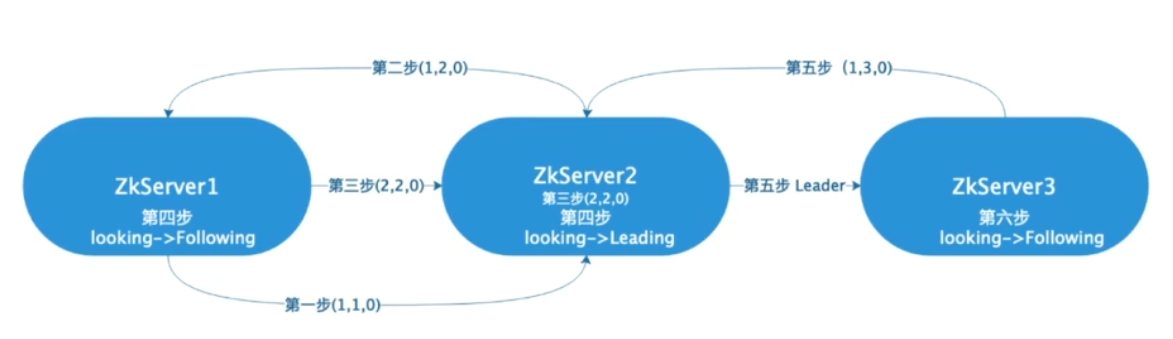 第二步(1,2,0)
第五步（1,3,0)
ZkServer1
第四步
looking->Following
第三步(2,2,0)
ZkServer2
第三步(2,2,0)
第四步
looking->Leading
第五步 Leader
ZkServer3
第六步
looking->Following
第一步(1,1,0)